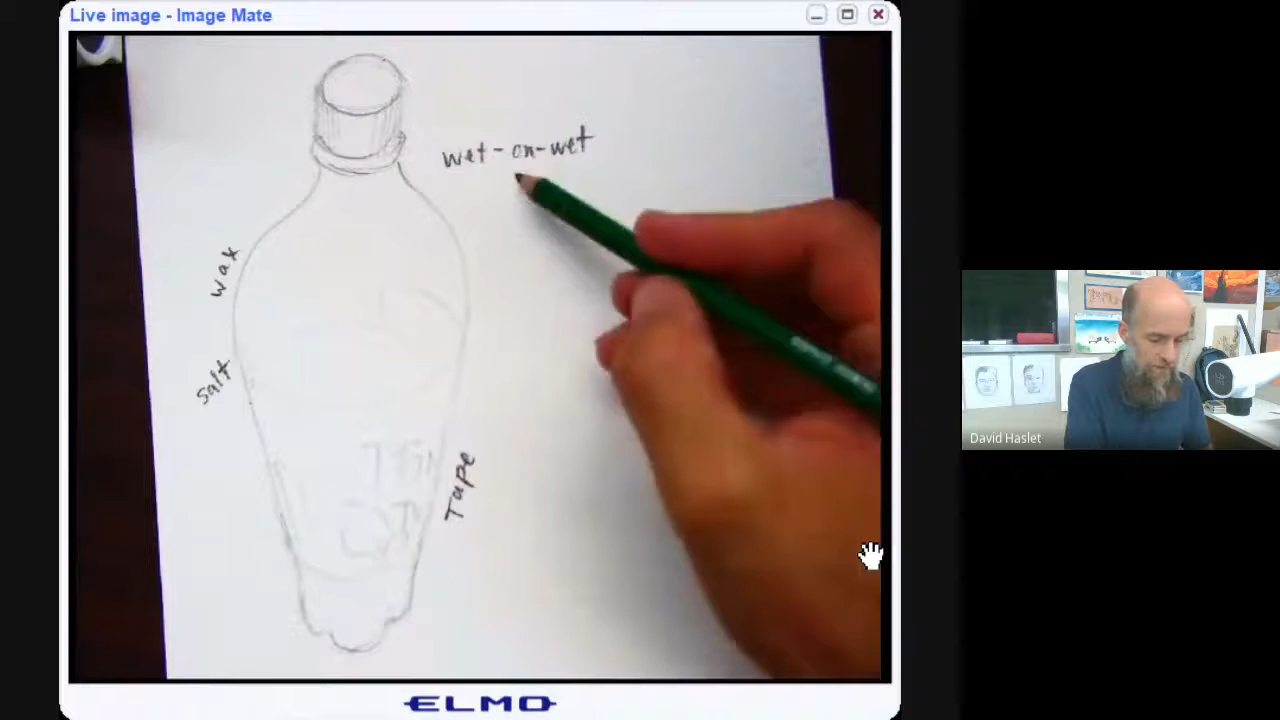 Live image - Image Mate
wet-on-wet
wax
salt
Tape
David Haslet
ELMO